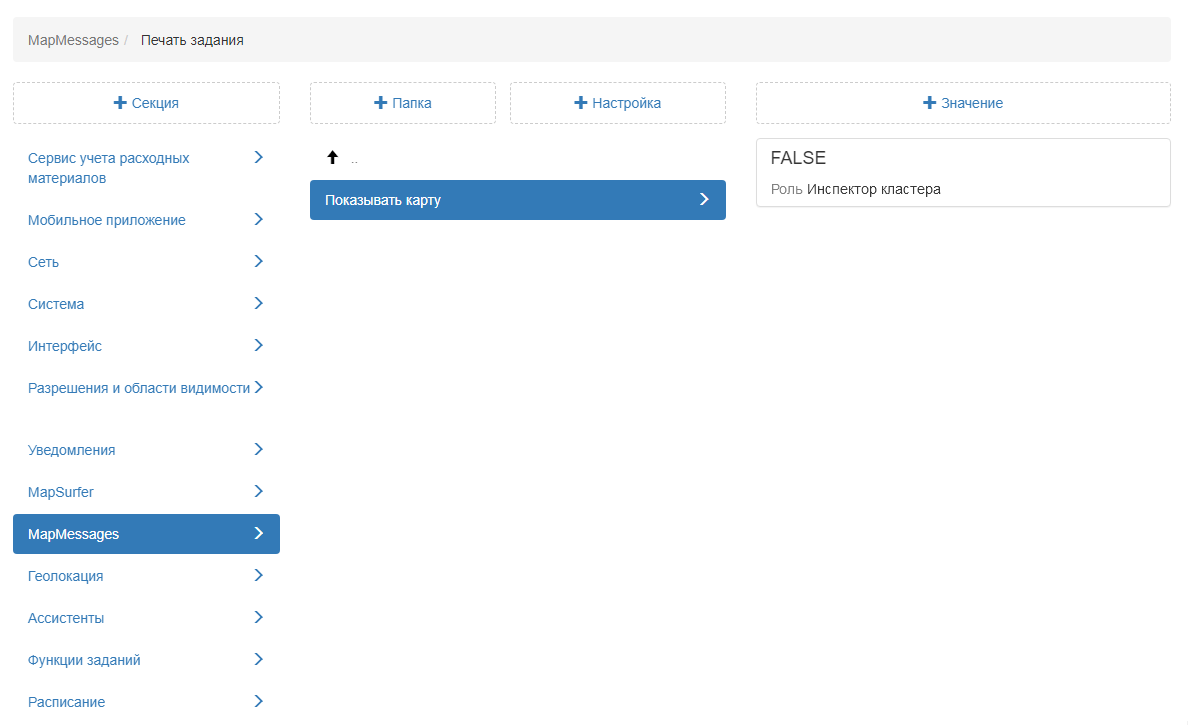 MapMessages / Печать задания
Секция
Папка
Настройка
Значение
Сервис учета расходных
материалов
Мобильное приложение
Сеть
Система
Интерфейс
Разрешения и области видимости
Уведомления
MapSurfer
MapMessages
Геолокация
Ассистенты
Функции заданий
Расписание
..
Показывать карту
FALSE
Роль Инспектор кластера